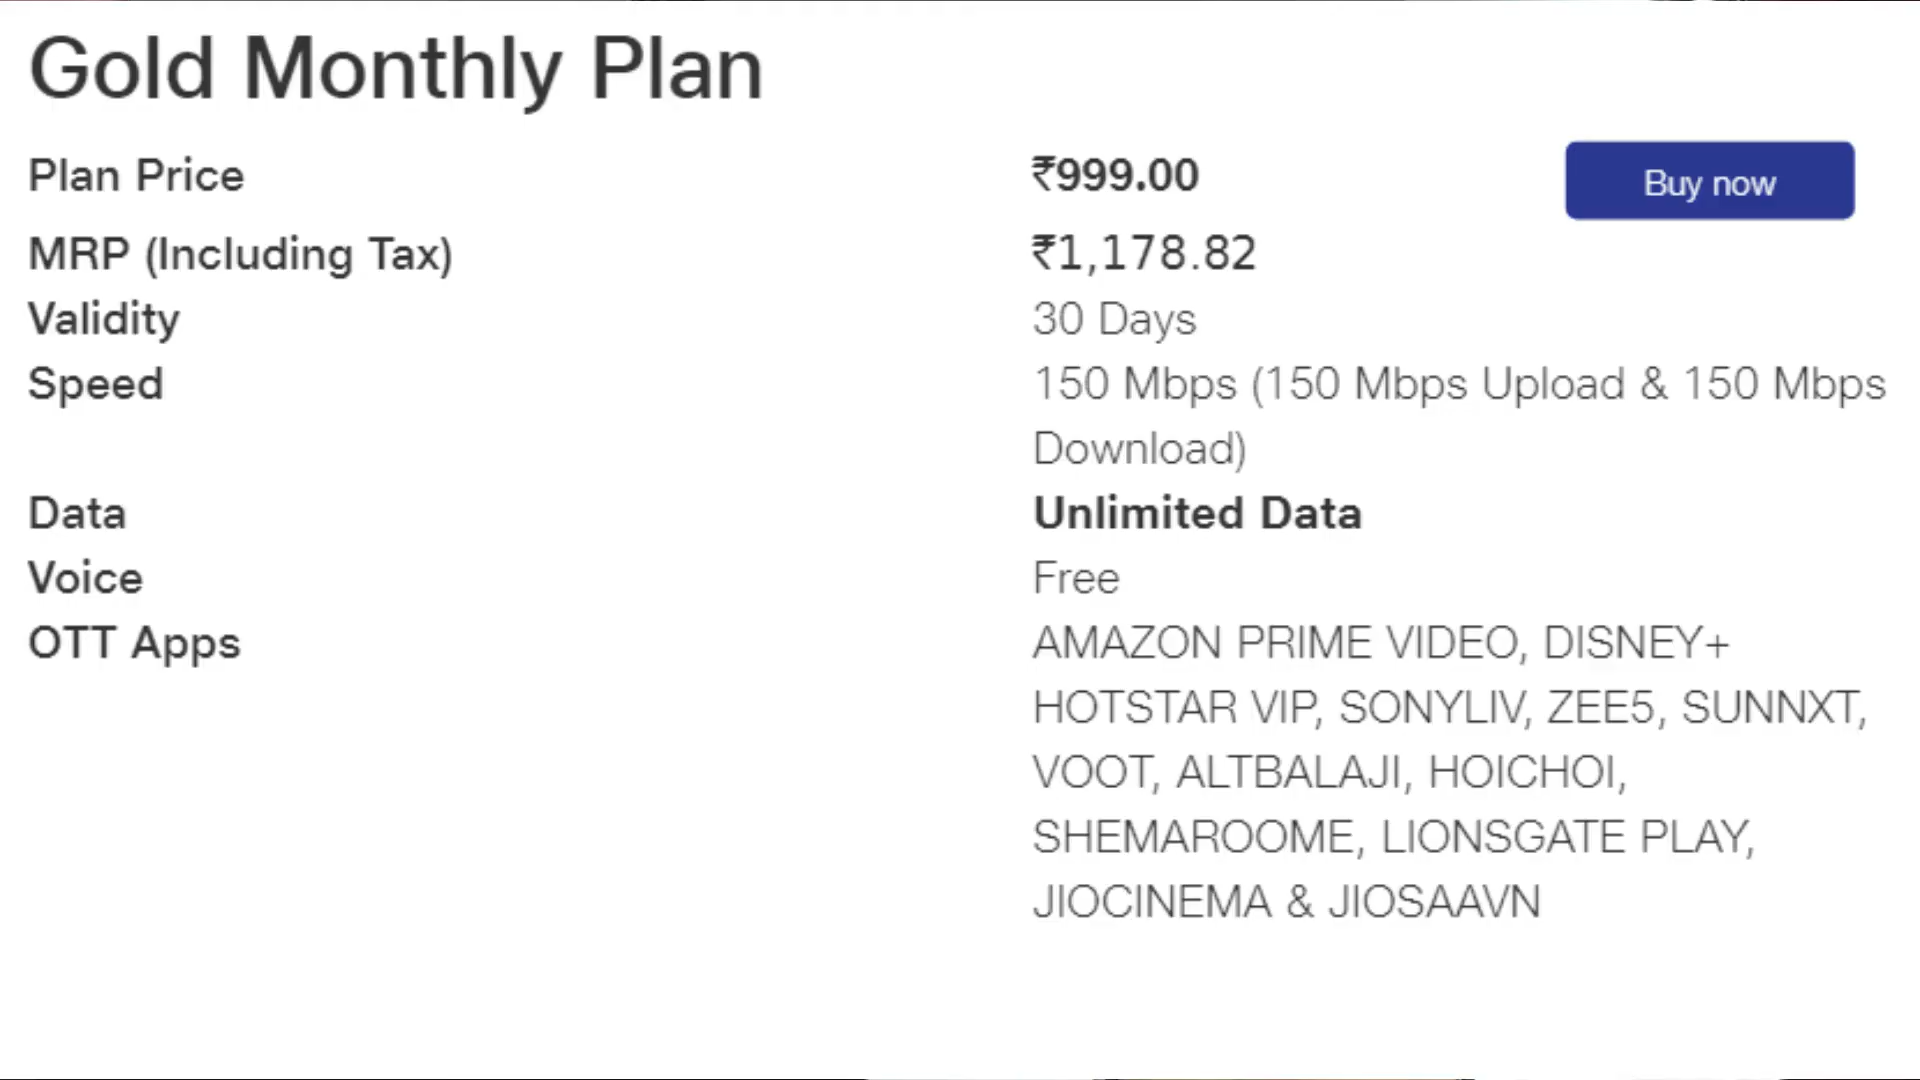 Gold Monthly Plan
Plan Price ₹999.00 Buy now
MRP (Including Tax) ₹1,178.82
Validity 30 Days
Speed 150 Mbps (150 Mbps Upload & 150 Mbps
Download)
Data Unlimited Data
Voice Free
OTT Apps AMAZON PRIME VIDEO, DISNEY+
HOTSTAR VIP, SONYLIV, ZEE5, SUNNXT,
VOOT, ALTBALAJI, HOICHOI,
SHEMAROOME, LIONSGATE PLAY,
JIOCINEMA & JIOSAAVN